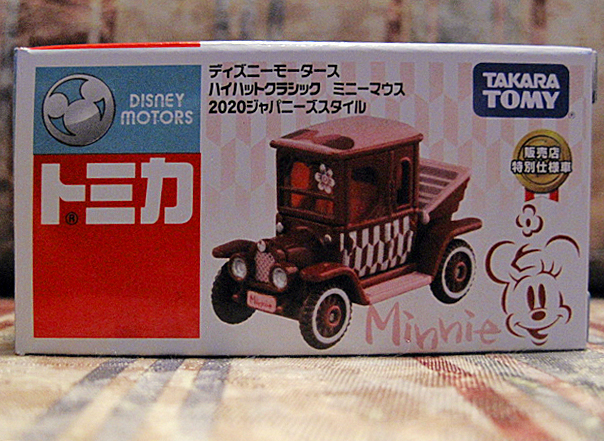 DISNEY
MOTORS
トミカ
®
ディズニーモータース
ハイハットクラシック ミニーマウス
2020ジャパニーズスタイル
TAKARA
TOMY®
販売店
特別仕様車
Minnie
Minnie